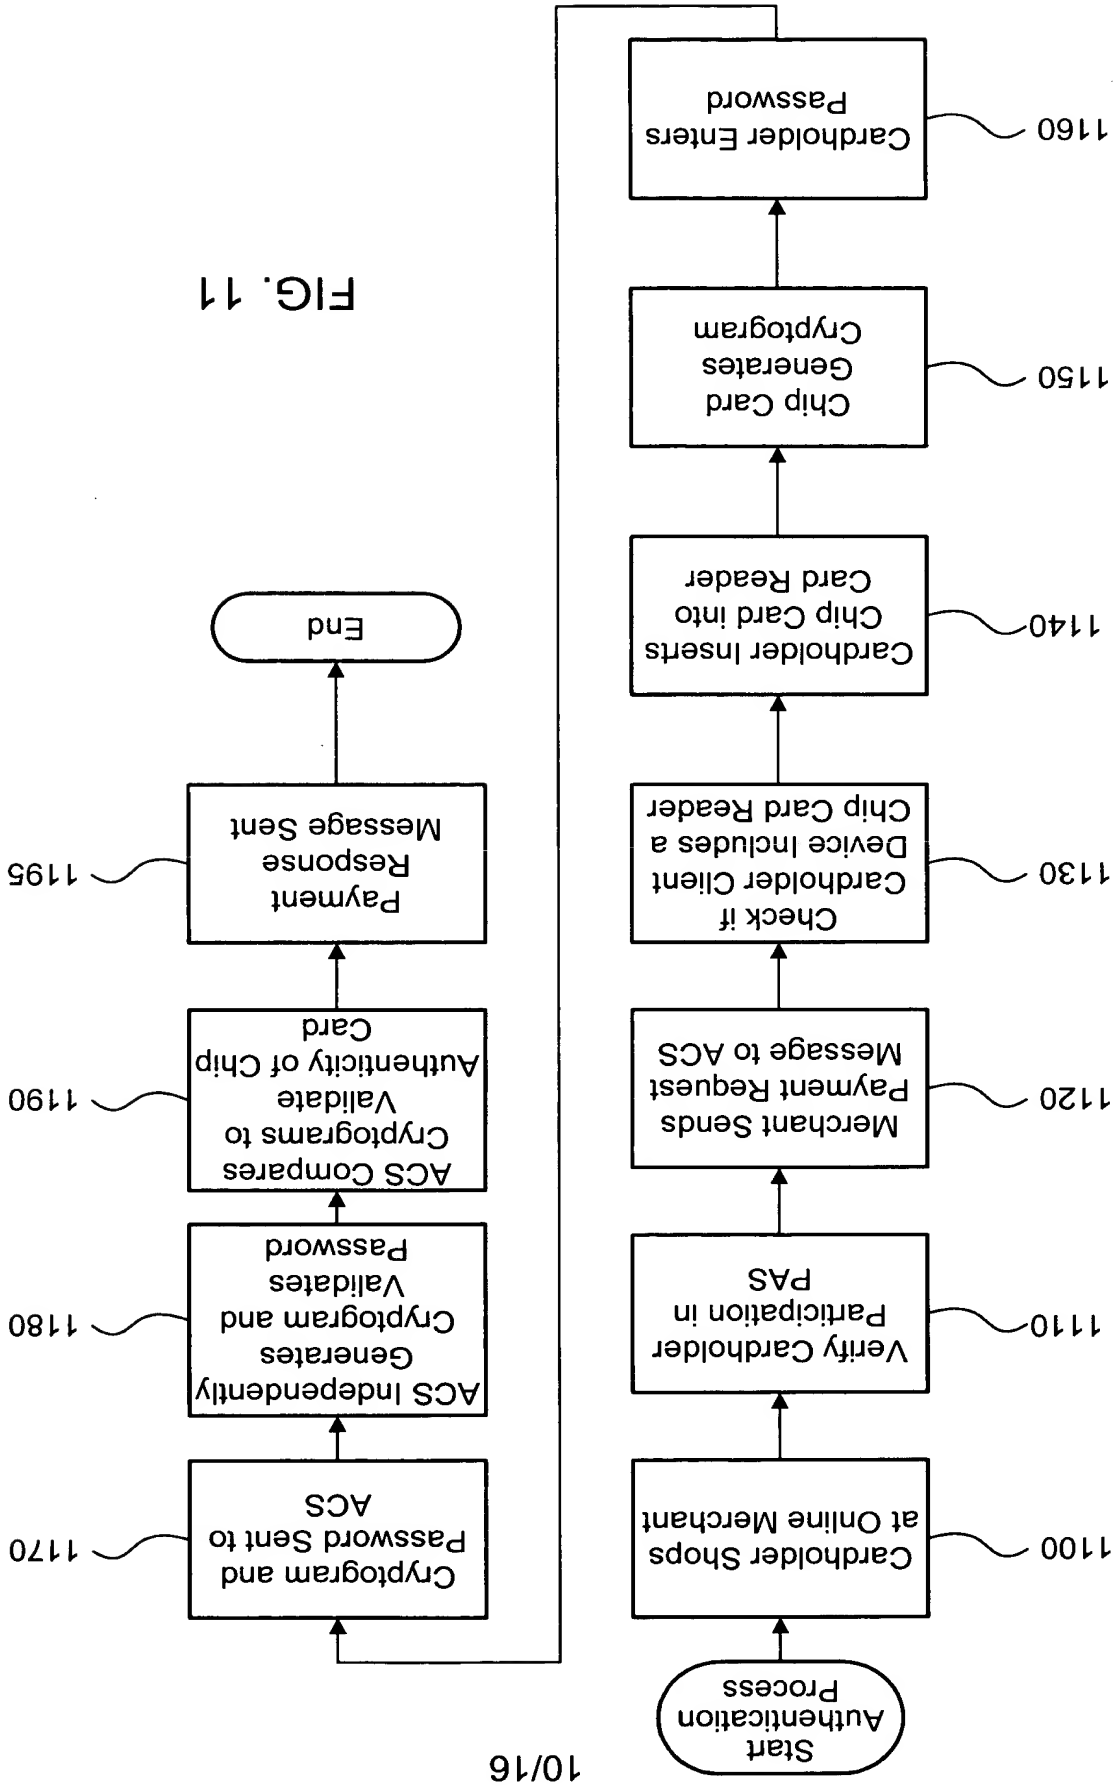 10/16
Start
Authentication
Process
Cardholder Shops
at Online Merchant
1100
Verify Cardholder
Participation in
PAS
1110
Merchant Sends
Payment Request
Message to ACS
1120
Check if
Cardholder Client
Device Includes a
Chip Card Reader
1130
Cardholder Inserts
Chip Card into
Card Reader
1140
Chip Card
Generates
Cryptogram
1150
Cardholder Enters
Password
1160
Cryptogram and
Password Sent to
ACS
1170
ACS Independently
Generates
Cryptogram and
Validates
Password
1180
ACS Compares
Cryptograms to
Validate
Authenticity of Chip
Card
1190
Payment
Response
Message Sent
1195
End
FIG. 11